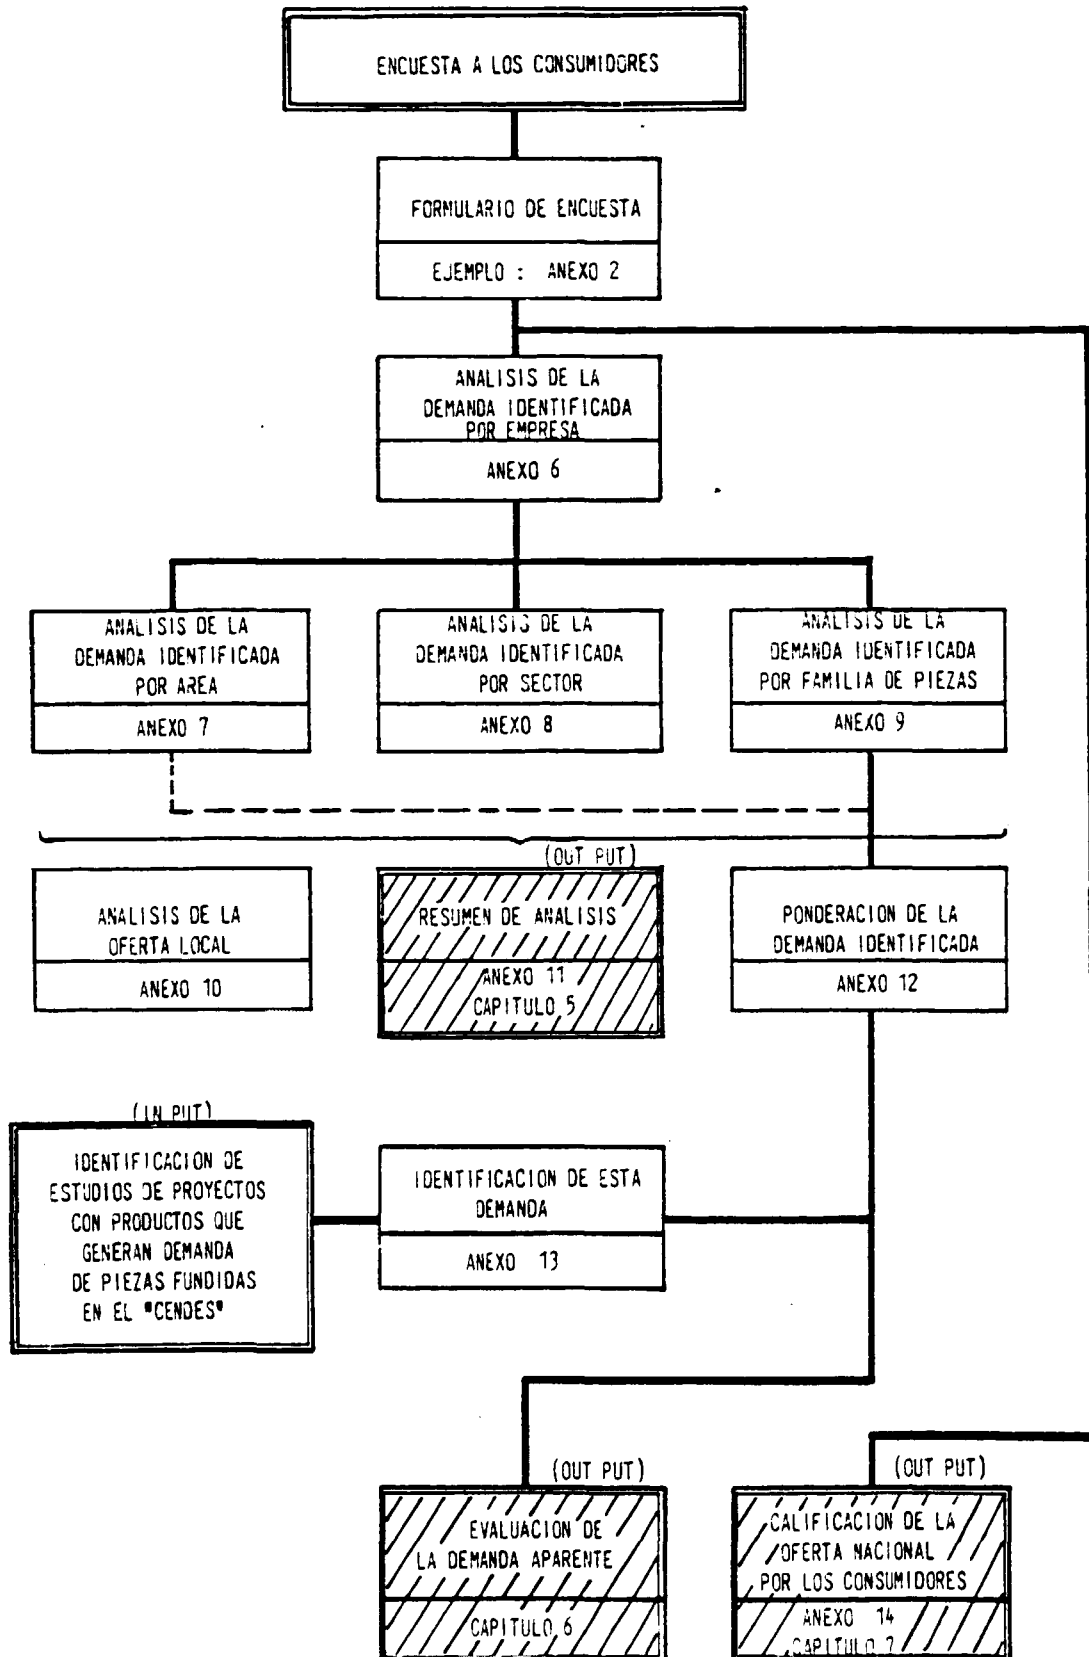 ENCUESTA A LOS CONSUMIDORES
FORMULARIO DE ENCUESTA
EJEMPLO : ANEXO 2
ANALISIS DE LA
DEMANDA IDENTIFICADA
POR EMPRESA
ANEXO 6
ANALISIS DE LA
DEMANDA IDENTIFICADA
POR AREA
ANEXO 7
ANALISIS DE LA
DEMANDA IDENTIFICADA
POR SECTOR
ANEXO 8
ANALISIS DE LA
DEMANDA IDENTIFICADA
POR FAMILIA DE PIEZAS
ANEXO 9
ANALISIS DE LA
OFERTA LOCAL
ANEXO 10
(OUT PUT)
RESUMEN DE ANALISIS
ANEXO 11
CAPITULO 5
PONDERACION DE LA
DEMANDA IDENTIFICADA
ANEXO 12
(IN PUT)
IDENTIFICACION DE
ESTUDIOS DE PROYECTOS
CON PRODUCTOS QUE
GENERAN DEMANDA
DE PIEZAS FUNDIDAS
EN EL "CENDES"
IDENTIFICACION DE ESTA
DEMANDA
ANEXO 13
(OUT PUT)
EVALUACION DE
LA DEMANDA APARENTE
CAPITULO 6
(OUT PUT)
CALIFICACION DE LA
OFERTA NACIONAL
POR LOS CONSUMIDORES
ANEXO 14
CAPITULO 7